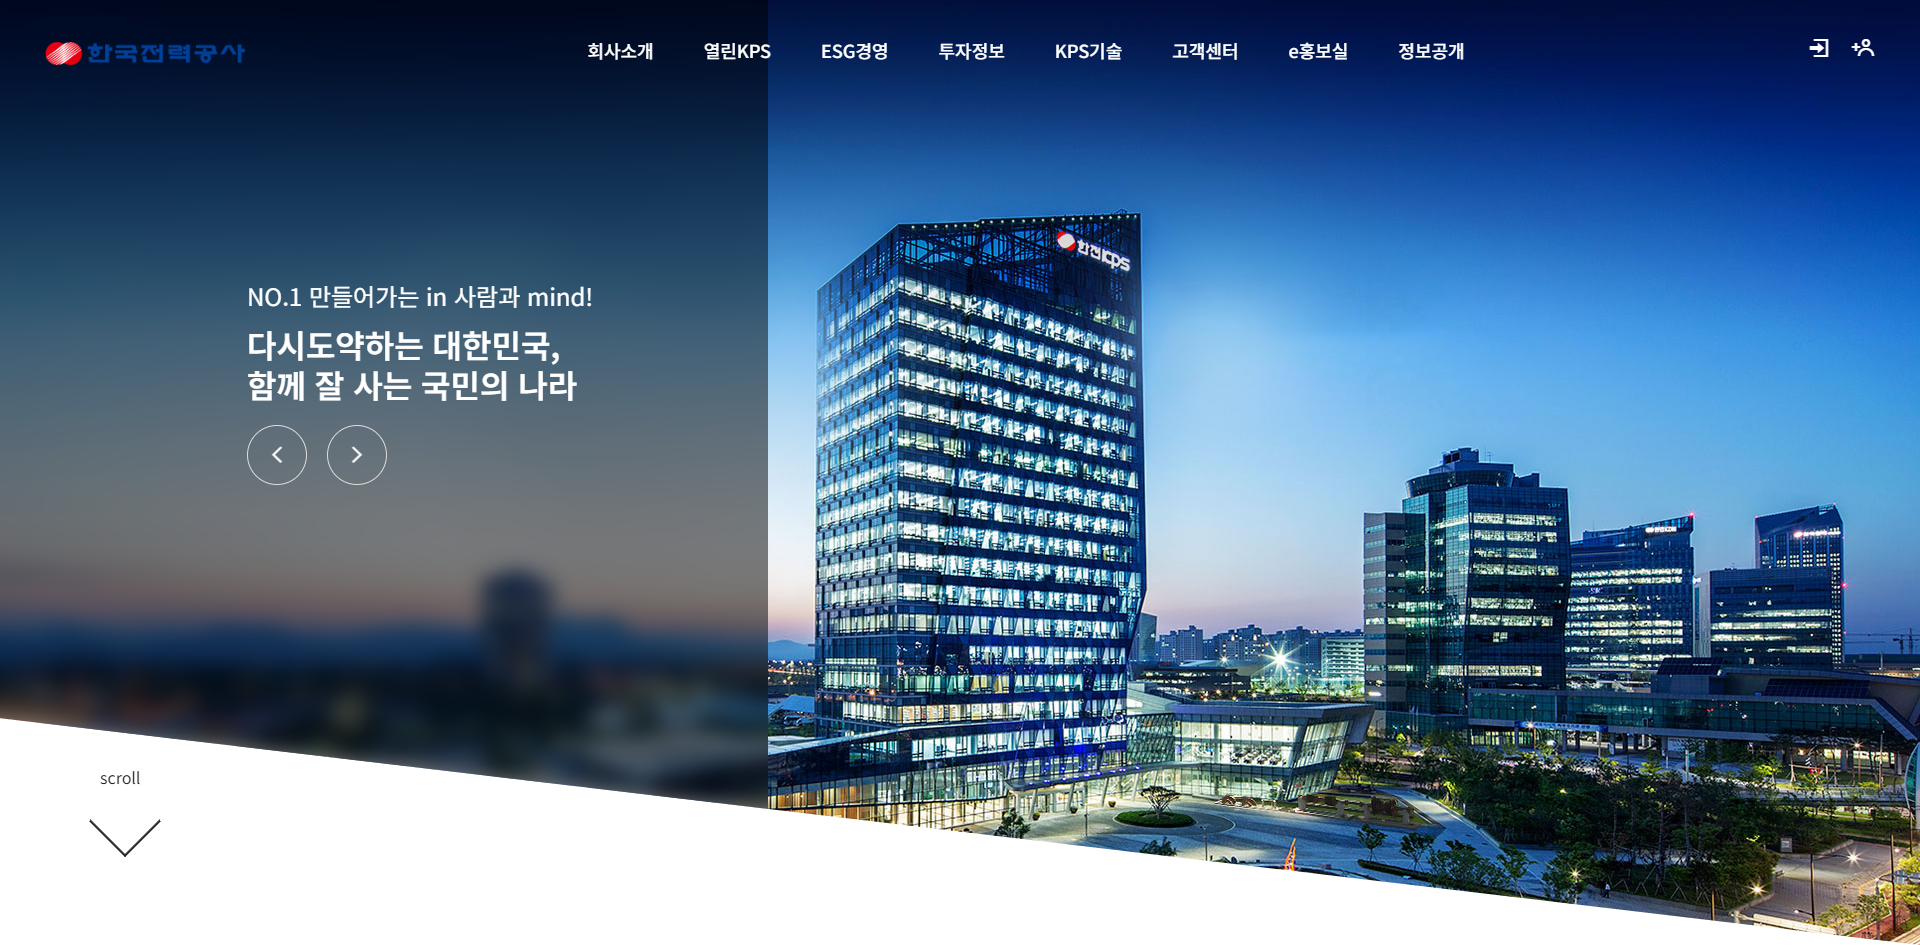 한국전력공사
회사소개
열린KPS
ESG경영
투자정보
KPS기술
고객센터
e홍보실
정보공개
한전kps
NO.1 만들어가는 in 사람과 mind!
다시도약하는 대한민국,
함께 잘 사는 국민의 나라
scroll